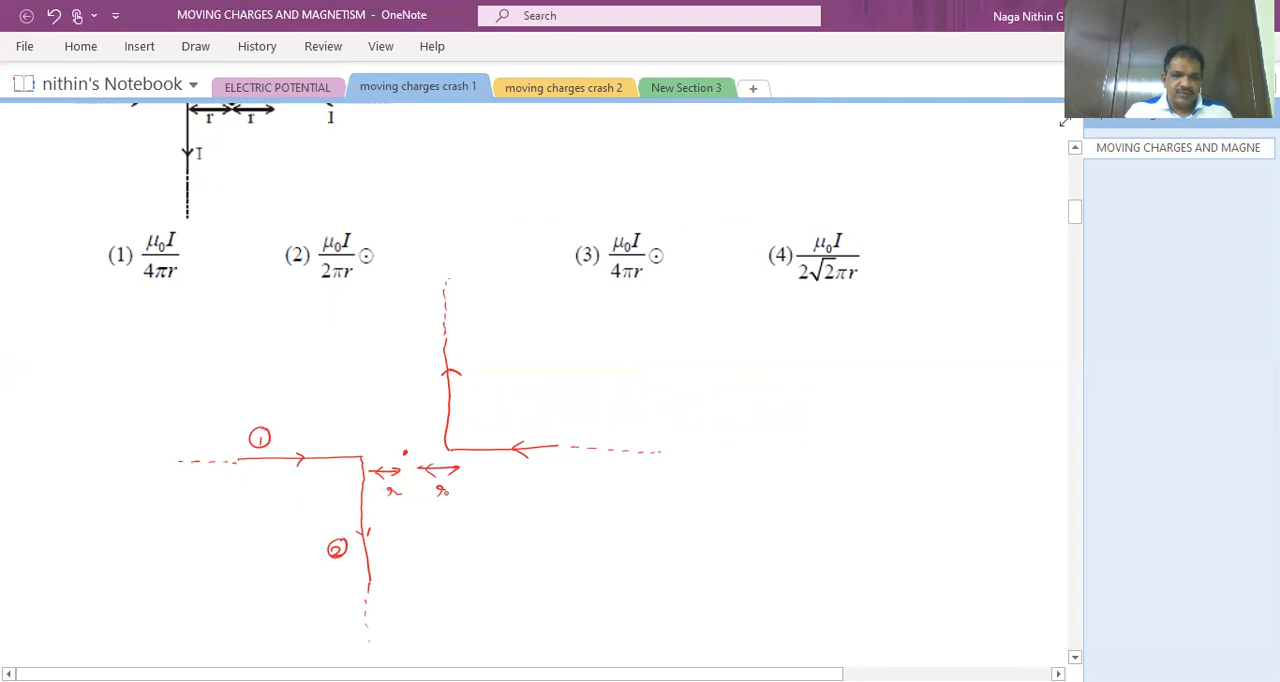 MOVING CHARGES AND MAGNETISM - OneNote
Search
Naga Nithin G
File Home Insert Draw History Review View Help
nithin's Notebook
ELECTRIC POTENTIAL
moving charges crash 1
moving charges crash 2
New Section 3
MOVING CHARGES AND MAGNE
r r I
I
(1) μ₀I/4πr (2) μ₀I/2πr ⊙ (3) μ₀I/4πr ⊙ (4) μ₀I/2√2πr
1
r r
2